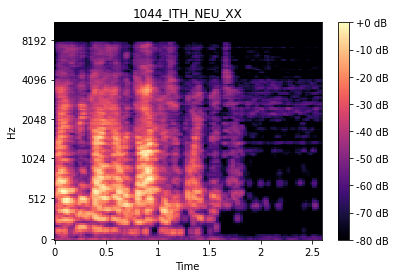 1044_ITH_NEU_XX
+0 dB
8192
-10 dB
4096
-20 dB
-30 dB
2048
-40 dB
Hz
1024
-50 dB
-60 dB
512
-70 dB
0
-80 dB
0 0.5 1 1.5 2 2.5
Time